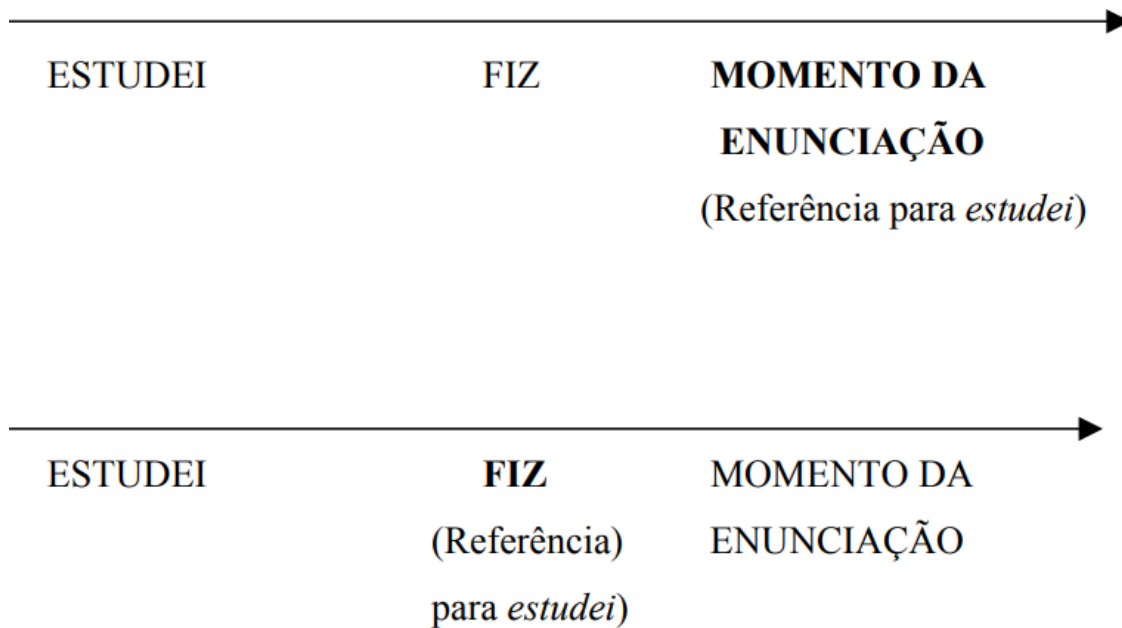 ESTUDEI FIZ MOMENTO DA
ENUNCIAÇÃO
(Referência para estudei)
ESTUDEI FIZ MOMENTO DA
(Referência) ENUNCIAÇÃO
para estudei)